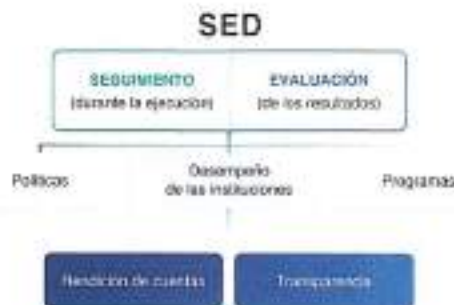 SED
SEGUIMIENTO
(durante la ejecución)
EVALUACIÓN
(de los resultados)
Políticas
Desempeño
de las instituciones
Programas
Rendición de cuentas
Transparencia